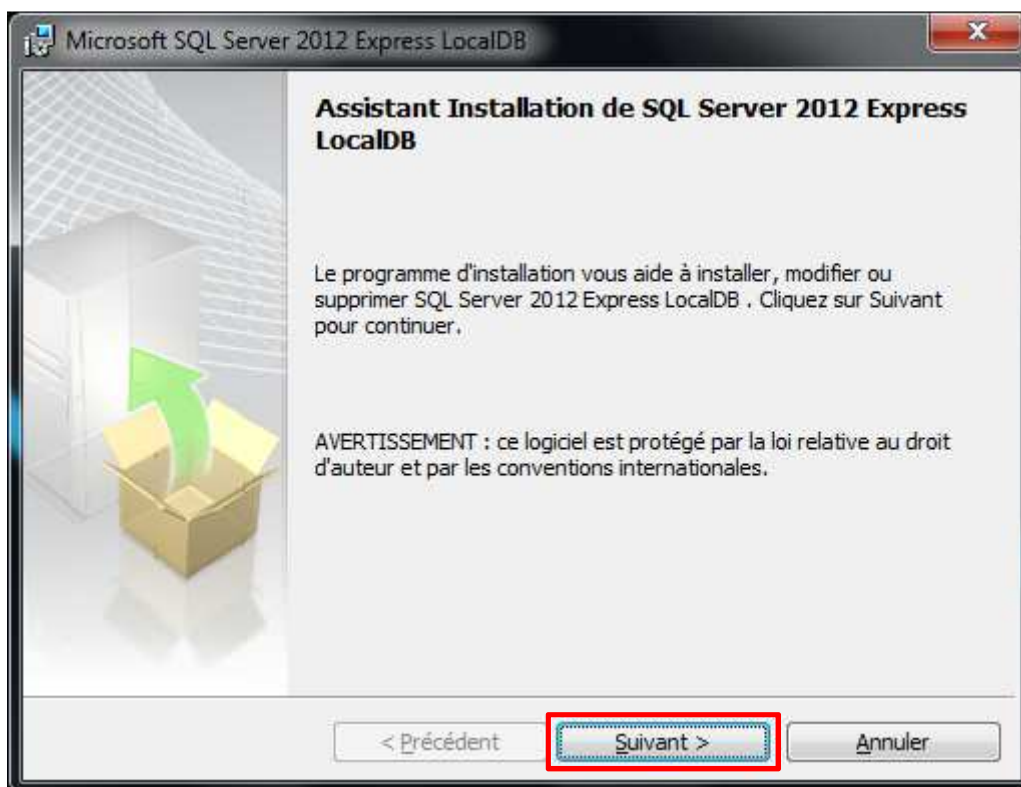 Microsoft SQL Server 2012 Express LocalDB
Assistant Installation de SQL Server 2012 Express
LocalDB
Le programme d'installation vous aide à installer, modifier ou
supprimer SQL Server 2012 Express LocalDB . Cliquez sur Suivant
pour continuer.
AVERTISSEMENT : ce logiciel est protégé par la loi relative au droit
d'auteur et par les conventions internationales.
< Précédent
Suivant >
Annuler